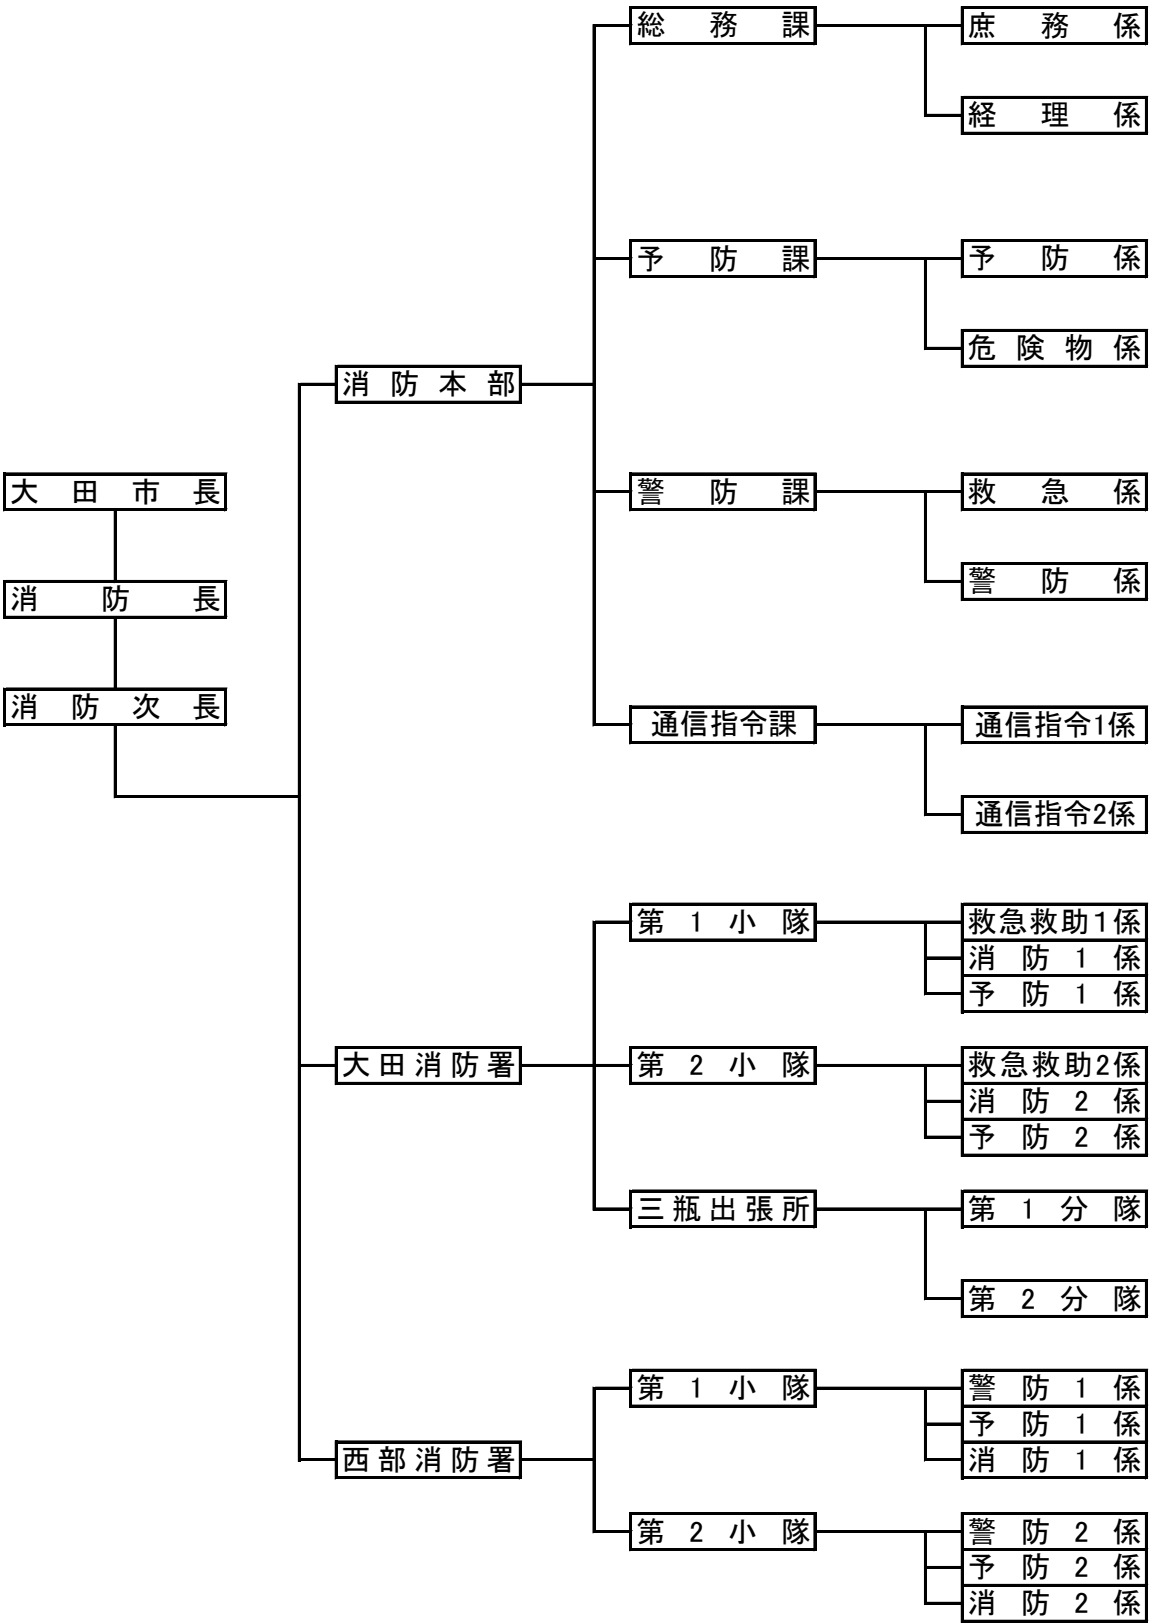 大田市長
消防長
消防次長
消防本部
総務課
庶務係
経理係
予防課
予防係
危険物係
警防課
救急係
警防係
通信指令課
通信指令1係
通信指令2係
大田消防署
第1小隊
救急救助1係
消防1係
予防1係
第2小隊
救急救助2係
消防2係
予防2係
三瓶出張所
第1分隊
第2分隊
西部消防署
第1小隊
警防1係
予防1係
消防1係
第2小隊
警防2係
予防2係
消防2係